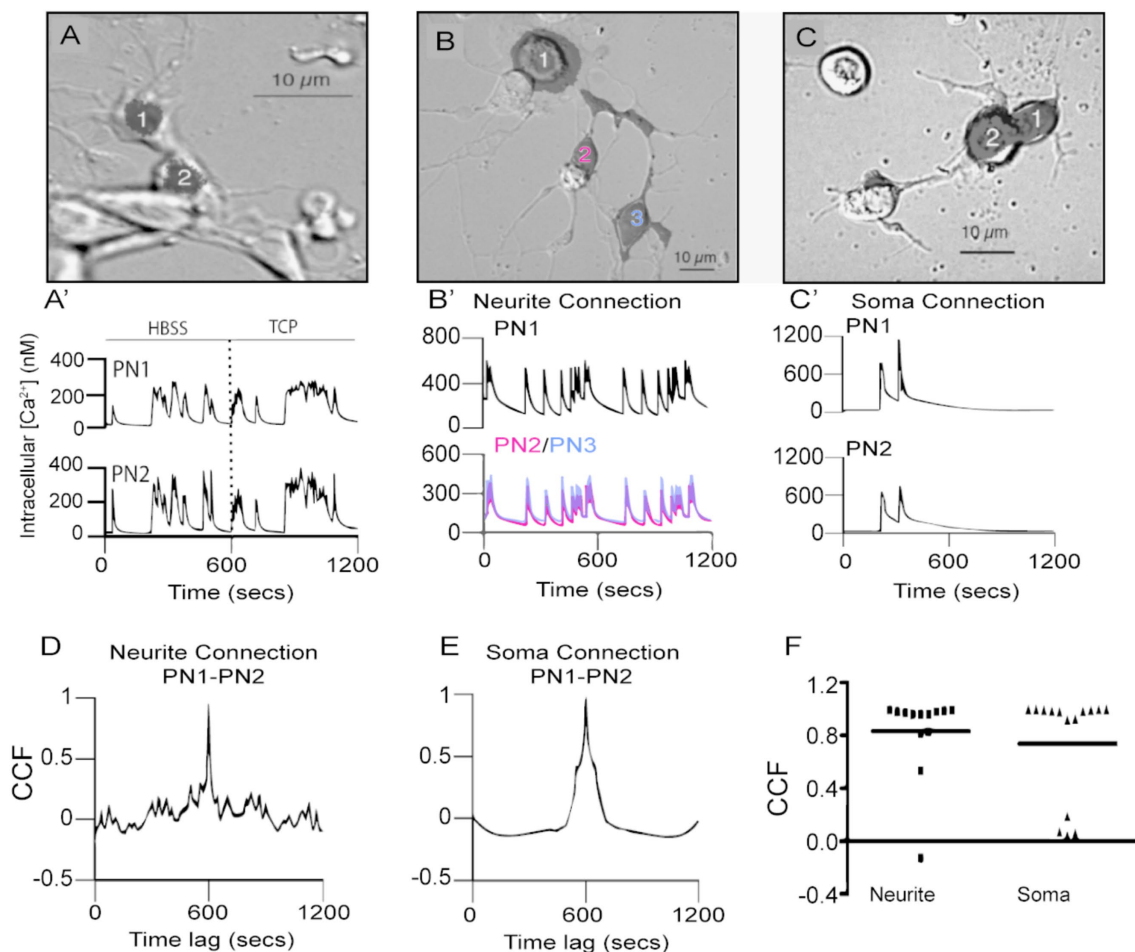 A
1
2
10 µm
B
1
2
3
10 µm
C
1
2
10 µm
A'
HBSS
TCP
Intracellular [Ca²⁺] (nM)
400
200
0
PN1
400
200
0
PN2
0
600
1200
Time (secs)
B'
Neurite Connection
PN1
800
400
0
PN2/PN3
600
300
0
0
600
1200
Time (secs)
C'
Soma Connection
PN1
1200
600
0
PN2
1200
600
0
0
600
1200
Time (secs)
D
Neurite Connection
PN1-PN2
CCF
1
0.5
0
-0.5
0
600
1200
Time lag (secs)
E
Soma Connection
PN1-PN2
1
0.5
0
-0.5
0
600
1200
Time lag (secs)
F
CCF
1.2
0.8
0.4
0.0
-0.4
Neurite
Soma